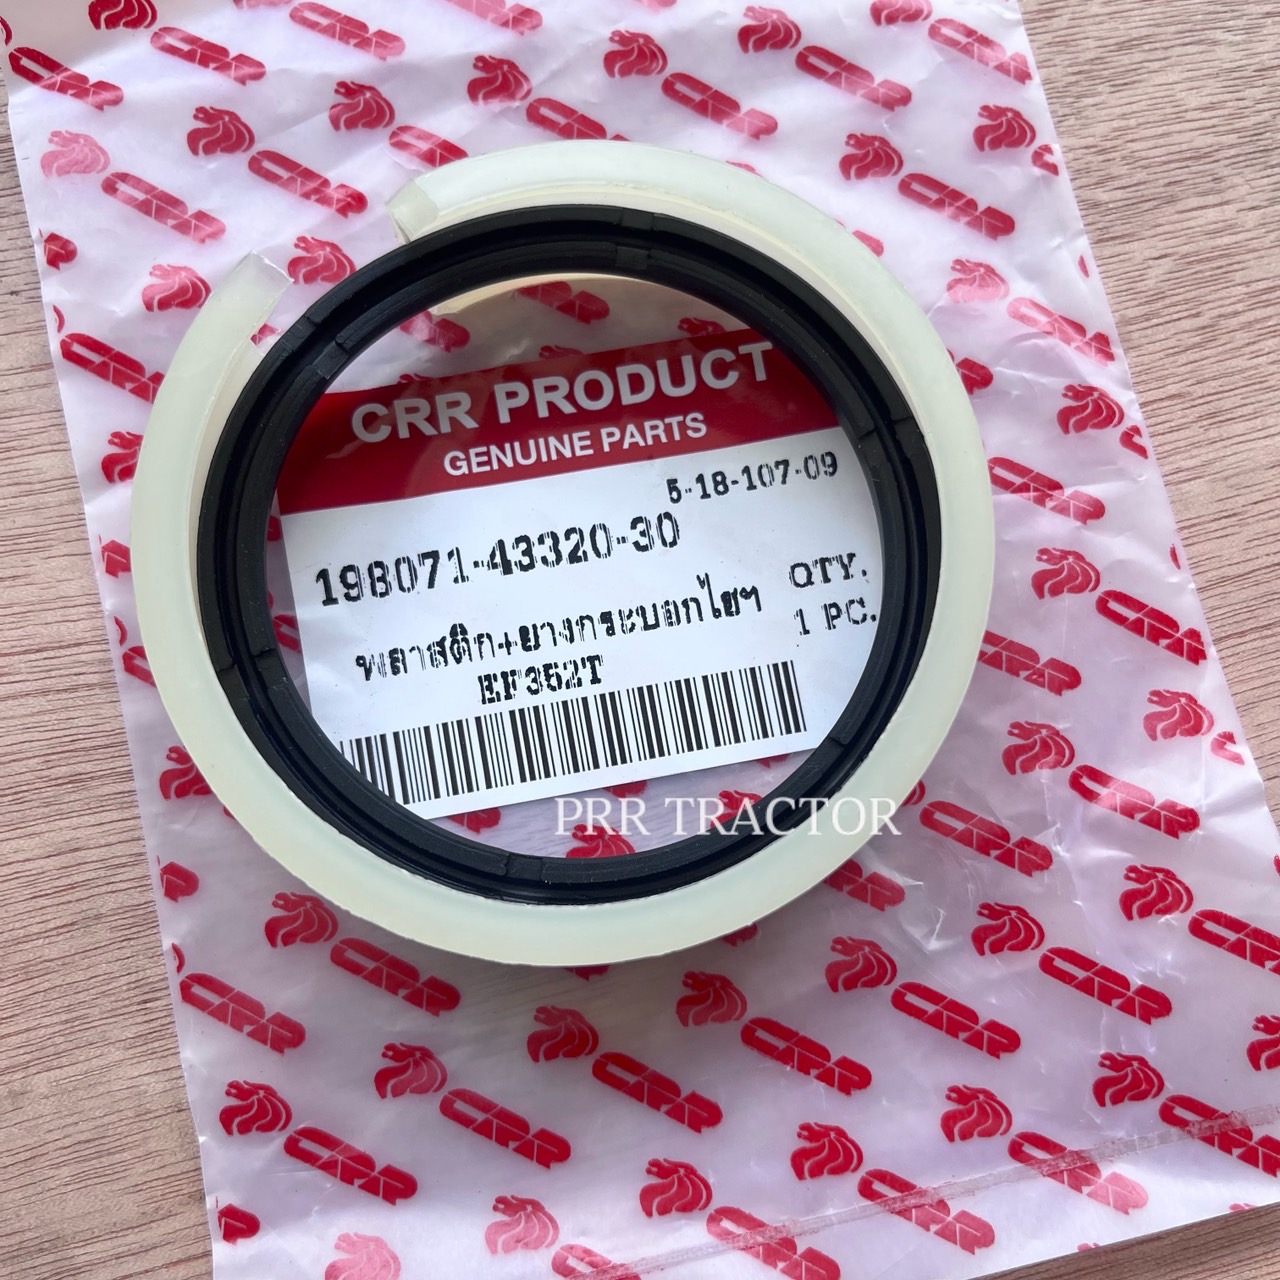 CRR PRODUCT
GENUINE PARTS
5-18-107-09
198071-43320-30
พลาสติก+ยางกระบอกไฮฯ
QTY.
EF352T
1 PC.
PRR TRACTOR
CRR